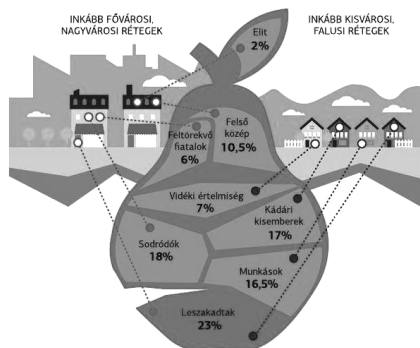 INKÁBB FŐVÁROSI,
NAGYVÁROSI RÉTEGEK
INKÁBB KISVÁROSI,
FALUSI RÉTEGEK
Elit
2%
Feltörekvő
fiatalok
6%
Felső
közép
10,5%
Vidéki értelmiség
7%
Kádári
kisemberek
17%
Sodródók
18%
Munkások
16,5%
Leszakadtak
23%